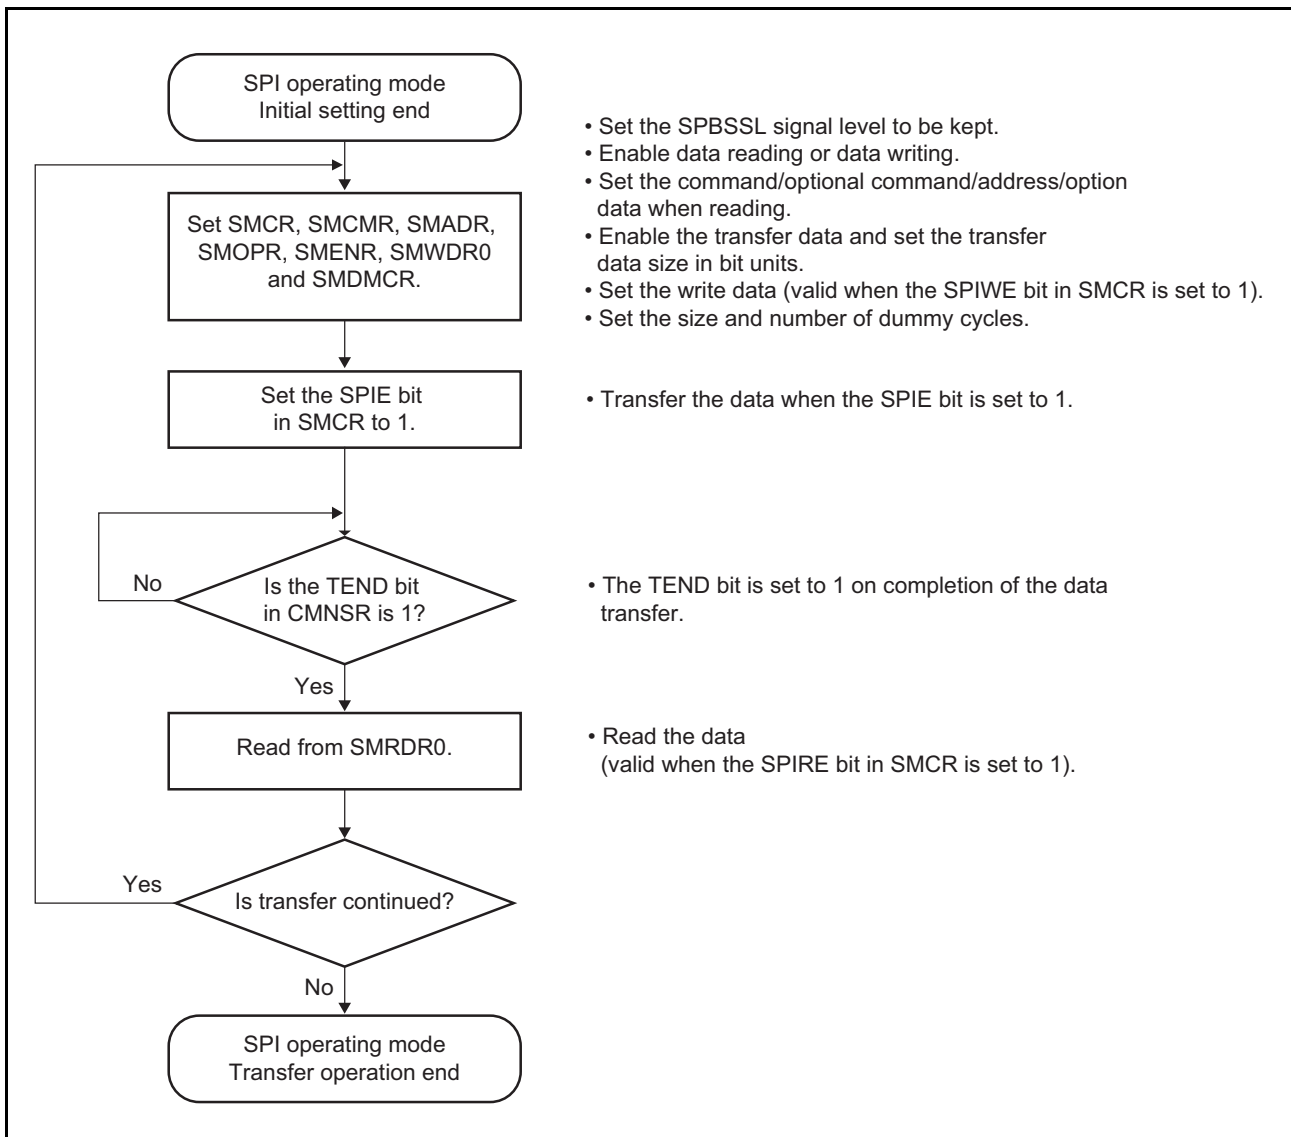 SPI operating mode
Initial setting end
• Set the SPBSSL signal level to be kept.
• Enable data reading or data writing.
• Set the command/optional command/address/option
data when reading.
• Enable the transfer data and set the transfer
data size in bit units.
• Set the write data (valid when the SPIWE bit in SMCR is set to 1).
• Set the size and number of dummy cycles.
Set SMCR, SMCMR, SMADR,
SMOPR, SMENR, SMWDR0
and SMDMCR.
Set the SPIE bit
in SMCR to 1.
• Transfer the data when the SPIE bit is set to 1.
No
Is the TEND bit
in CMNSR is 1?
• The TEND bit is set to 1 on completion of the data
transfer.
Yes
Read from SMRDR0.
• Read the data
(valid when the SPIRE bit in SMCR is set to 1).
Yes
Is transfer continued?
No
SPI operating mode
Transfer operation end